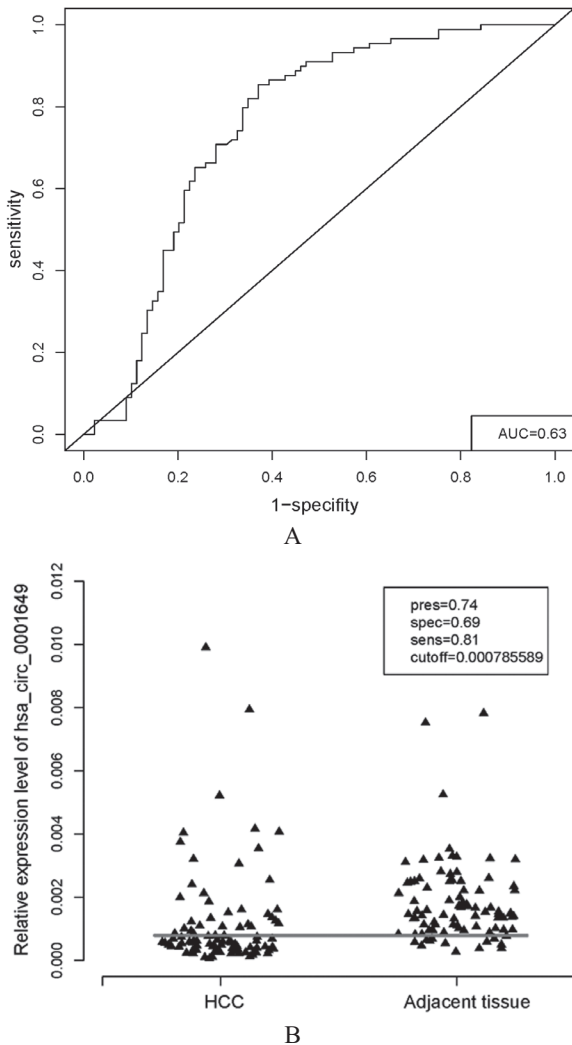 1.0
0.8
0.6
0.4
0.2
0.0
sensitivity
AUC=0.63
0.0 0.2 0.4 0.6 0.8 1.0
1−specifity
A
0.012
0.010
0.008
0.006
0.004
0.002
0.000
Relative expression level of hsa_circ_0001649
pres=0.74
spec=0.69
sens=0.81
cutoff=0.000785589
HCC Adjacent tissue
B